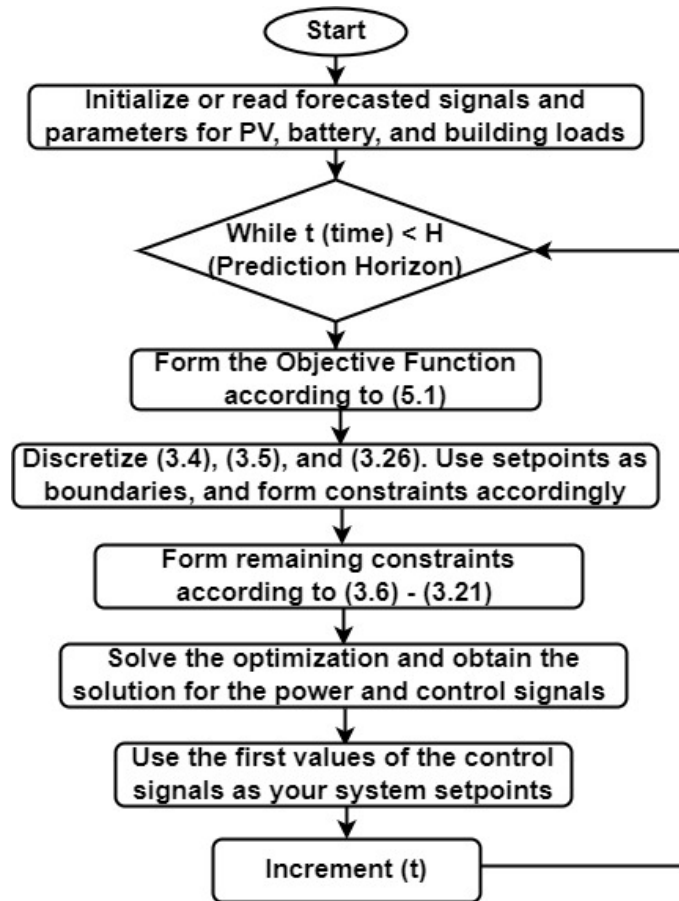 Start
Initialize or read forecasted signals and
parameters for PV, battery, and building loads
While t (time) < H
(Prediction Horizon)
Form the Objective Function
according to (5.1)
Discretize (3.4), (3.5), and (3.26). Use setpoints as
boundaries, and form constraints accordingly
Form remaining constraints
according to (3.6) - (3.21)
Solve the optimization and obtain the
solution for the power and control signals
Use the first values of the control
signals as your system setpoints
Increment (t)